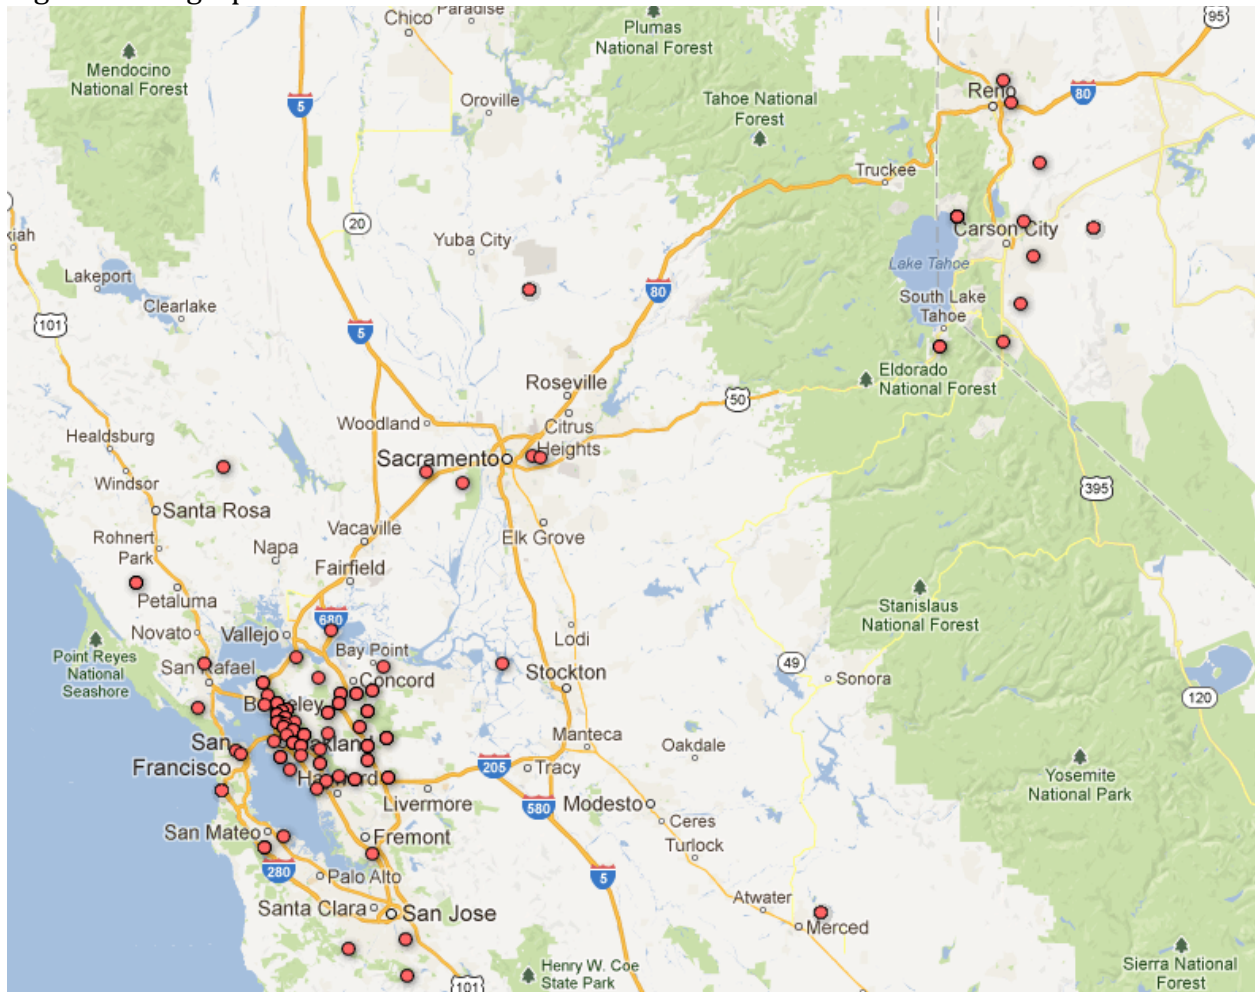 Chico
Paradise
Plumas
National Forest
95
Mendocino
National Forest
5
Oroville
Tahoe National
Forest
Reno
80
Truckee
20
Yuba City
Carson City
Lake Tahoe
Lakeport
Clearlake
80
South Lake
Tahoe
101
5
Eldorado
National Forest
Roseville
50
Woodland
Citrus
Heights
Healdsburg
Sacramento
Windsor
395
Santa Rosa
Vacaville
Rohnert
Park
Elk Grove
Napa
Fairfield
Petaluma
Stanislaus
National Forest
680
Novato
Vallejo
Lodi
Point Reyes
National
Seashore
Bay Point
San Rafael
Concord
Stockton
49
Sonora
120
Berkeley
San
Francisco
Oakland
Manteca
Oakdale
205
Tracy
Hayward
Yosemite
National Park
Livermore
580
Modesto
Ceres
San Mateo
Fremont
Turlock
280
Palo Alto
5
Atwater
Santa Clara
San Jose
Merced
Henry W. Coe
State Park
Sierra National
Forest
101